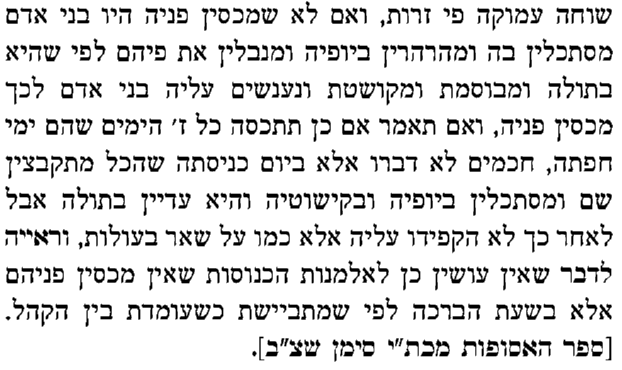 שוחה עמוקה פי זרות, ואם לא שמכסין פניה היו בני אדם
מסתכלין בה ומהרהרין ביופיה ומנבלין את פיהם לפי שהיא
בתולה ומבוסמת ומקושטת ונענשים עליה בני אדם לכך
מכסין פניה, ואם תאמר אם כן תתכסה כל ז׳ הימים שהם ימי
חפתה, חכמים לא דברו אלא ביום כניסתה שהכל מתקבצין
שם ומסתכלין ביופיה ובקישוטיה והיא עדיין בתולה אבל
לאחר כך לא הקפידו עליה אלא כמו על שאר בעולות, וראייה
לדבר שאין עושין כן לאלמנות הכנוסות שאין מכסין פניהם
אלא בשעת הברכה לפי שמתביישת כשעומדת בין הקהל.
[ספר האסופות מכת״י סימן שצ״ב].